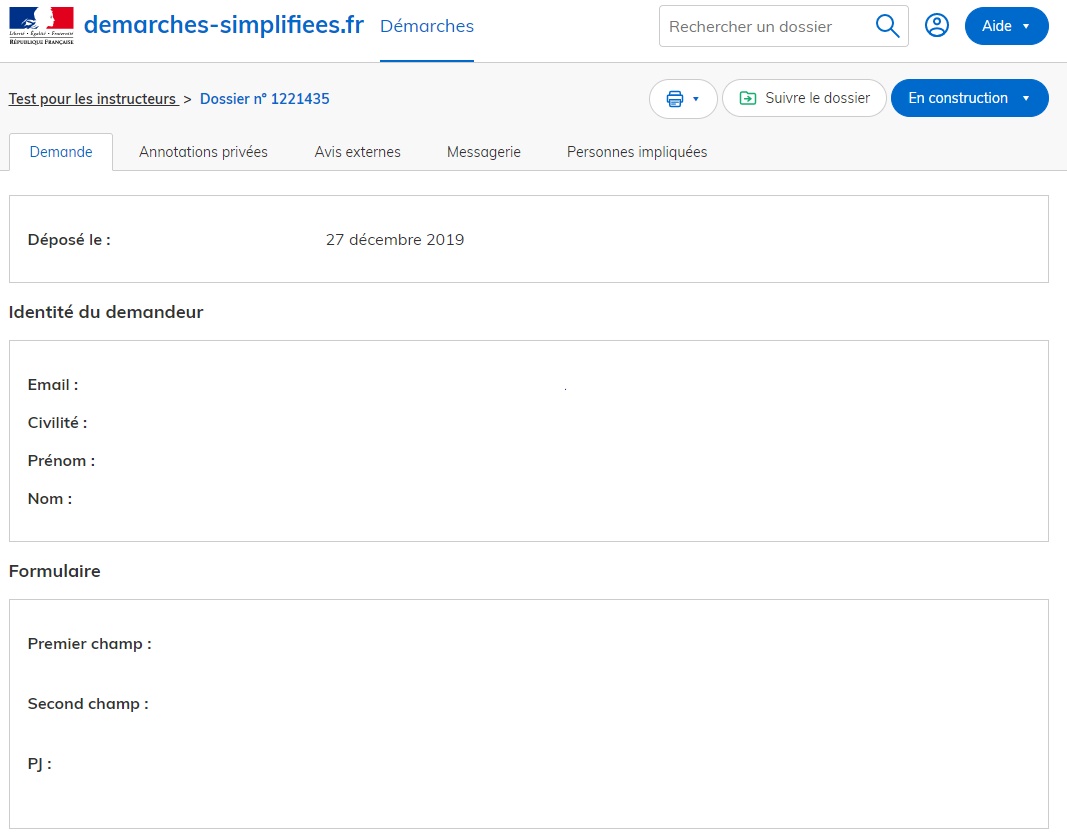 demarches-simplifiees.fr Démarches Rechercher un dossier Aide
Liberté • Égalité • Fraternité
RÉPUBLIQUE FRANÇAISE
Test pour les instructeurs > Dossier n° 1221435 Suivre le dossier En construction
Demande Annotations privées Avis externes Messagerie Personnes impliquées
Déposé le : 27 décembre 2019
Identité du demandeur
Email :
Civilité :
Prénom :
Nom :
Formulaire
Premier champ :
Second champ :
PJ :